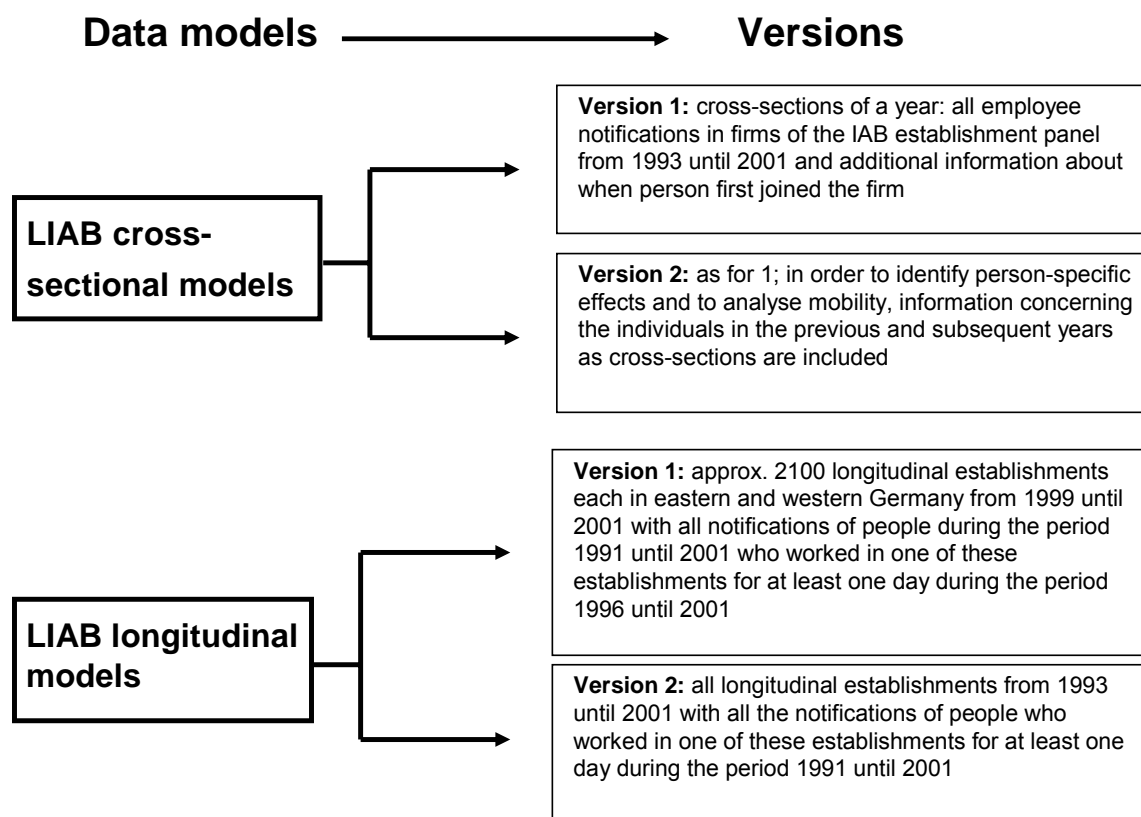 Data models
Versions
LIAB cross-
sectional models
Version 1: cross-sections of a year: all employee
notifications in firms of the IAB establishment panel
from 1993 until 2001 and additional information about
when person first joined the firm
Version 2: as for 1; in order to identify person-specific
effects and to analyse mobility, information concerning
the individuals in the previous and subsequent years
as cross-sections are included
LIAB longitudinal
models
Version 1: approx. 2100 longitudinal establishments
each in eastern and western Germany from 1999 until
2001 with all notifications of people during the period
1991 until 2001 who worked in one of these
establishments for at least one day during the period
1996 until 2001
Version 2: all longitudinal establishments from 1993
until 2001 with all the notifications of people who
worked in one of these establishments for at least one
day during the period 1991 until 2001